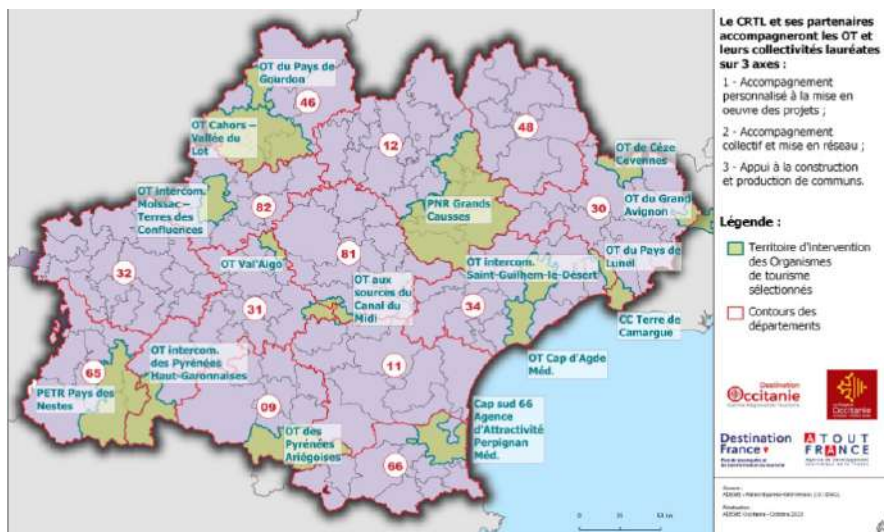 OT du Pays de
Gourdon
46
OT Cahors –
Vallée du
Lot
12
48
OT de Cèze
Cevennes
OT intercom.
Moissac –
Terres des
Confluences
82
PNR Grands
Causses
30
OT du Grand
Avignon
32
OT Val'Aïgo
81
OT intercom.
Saint-Guilhem-le-Désert
OT du Pays de
Lunel
31
OT aux
sources du
Canal du
Midi
34
CC Terre de
Camargue
65
OT intercom.
des Pyrénées
Haut-Garonnaises
11
OT Cap d'Agde
Méd.
PETR Pays des
Nestes
09
OT des
Pyrénées
Ariégoises
Cap sud 66
Agence
d'Attractivité
Perpignan
Méd.
66
Le CRTL et ses partenaires
accompagneront les OT et
leurs collectivités lauréates
sur 3 axes :
1 - Accompagnement
personnalisé à la mise en
oeuvre des projets ;
2 - Accompagnement
collectif et mise en réseau ;
3 - Appui à la construction
et production de communs.
Légende :
Territoire d'intervention
des Organismes
de tourisme
sélectionnés
Contours des
départements
Destination
Occitanie
Occitanie
Destination
France
ATOUT
FRANCE